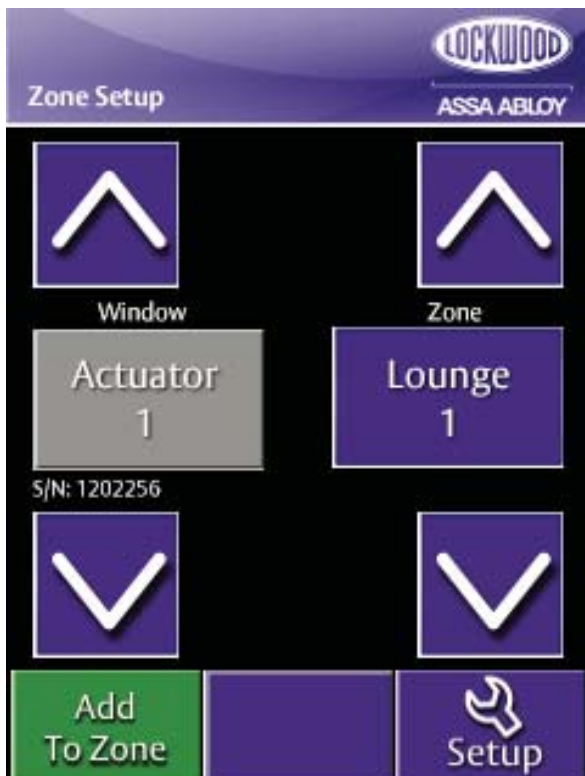 LOCKWOOD
Zone Setup
ASSA ABLOY
Window
Zone
Actuator
1
Lounge
1
S/N: 1202256
Add
To Zone
Setup